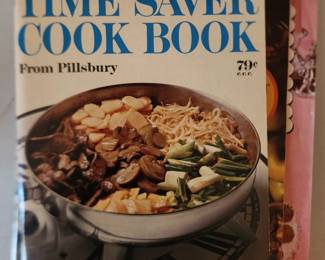 TIME SAVER
COOK BOOK
From Pillsbury
79¢
c.c.c.